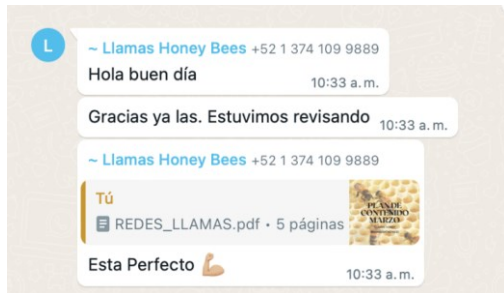 L
~ Llamas Honey Bees +52 1 374 109 9889
Hola buen día
10:33 a. m.
Gracias ya las. Estuvimos revisando 10:33 a. m.
~ Llamas Honey Bees +52 1 374 109 9889
Tú
REDES_LLAMAS.pdf • 5 páginas
PLAN DE
CONTENIDO
MARZO
Esta Perfecto 💪🏼
10:33 a. m.